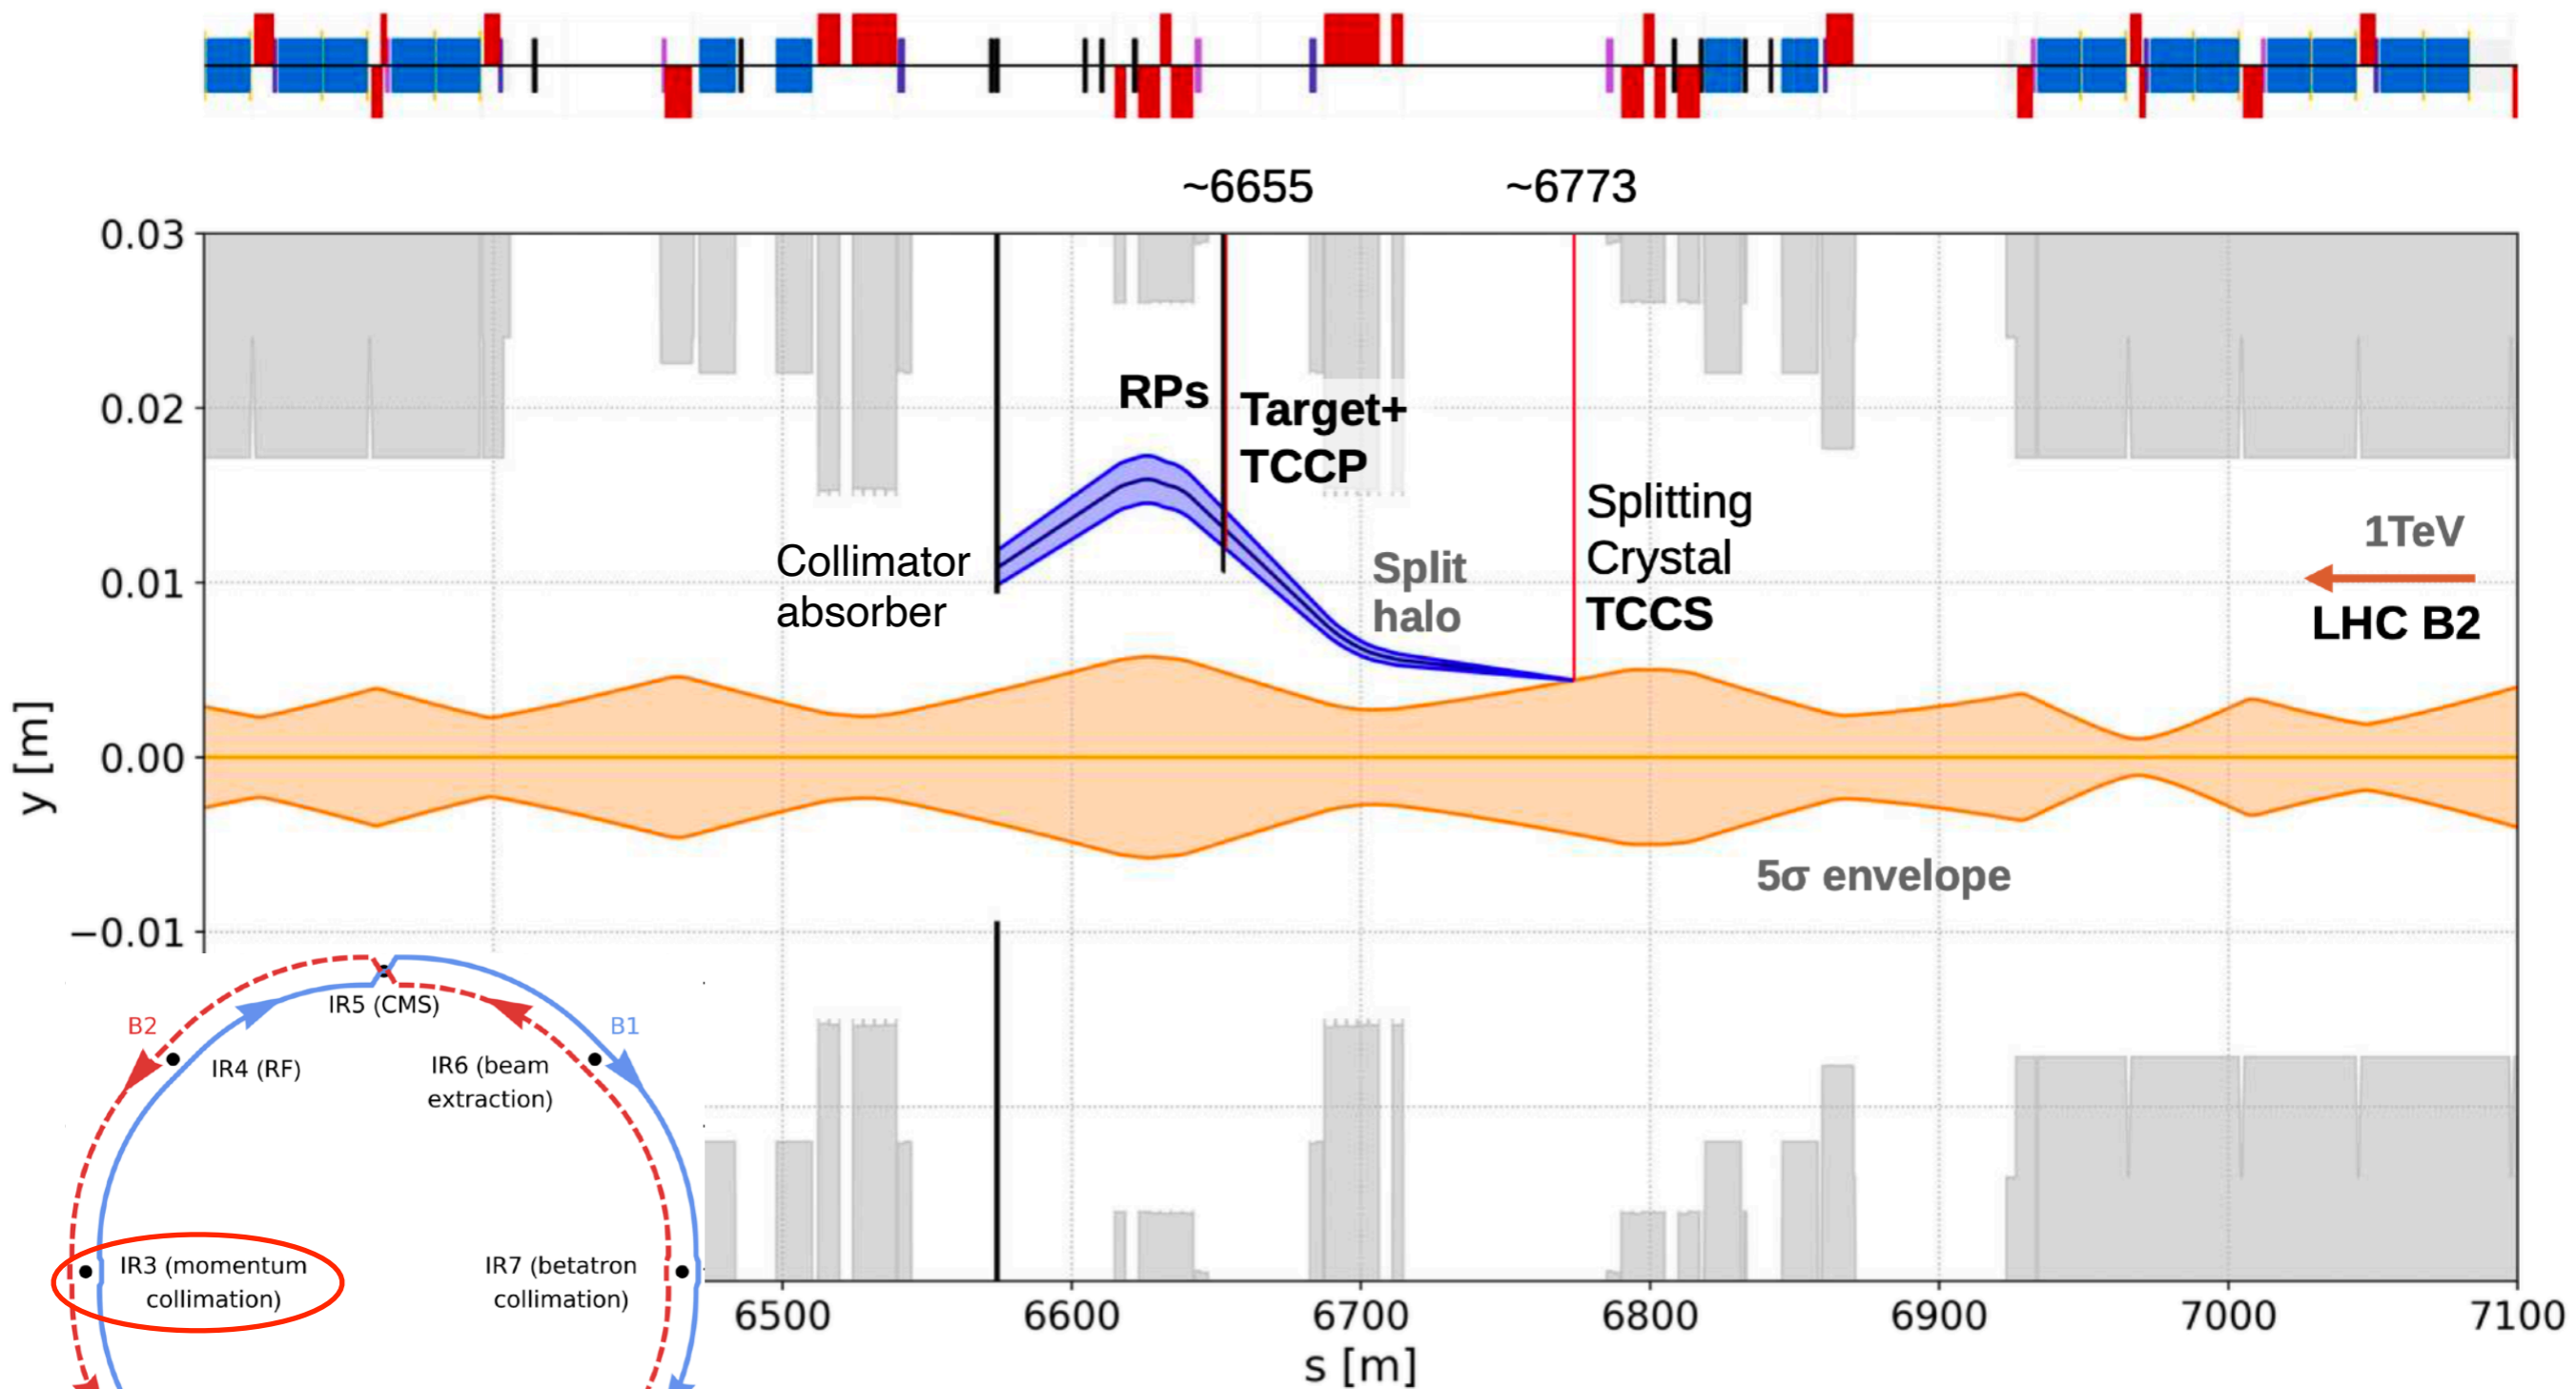 ~6655
~6773
0.03
0.02
0.01
0.00
−0.01
y [m]
RPs
Target+
TCCP
Collimator
absorber
Split
halo
Splitting
Crystal
TCCS
1TeV
LHC B2
5σ envelope
IR5 (CMS)
B2
B1
IR4 (RF)
IR6 (beam
extraction)
IR3 (momentum
collimation)
IR7 (betatron
collimation)
6500
6600
6700
6800
6900
7000
7100
s [m]